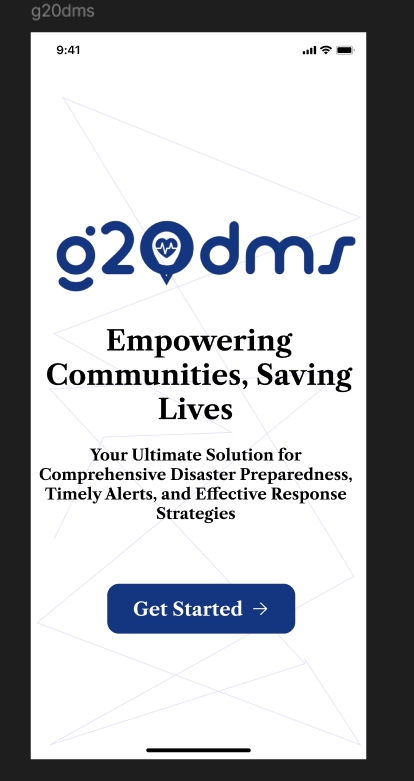 g20dms
9:41
g20dms
Empowering
Communities, Saving
Lives
Your Ultimate Solution for
Comprehensive Disaster Preparedness,
Timely Alerts, and Effective Response
Strategies
Get Started →